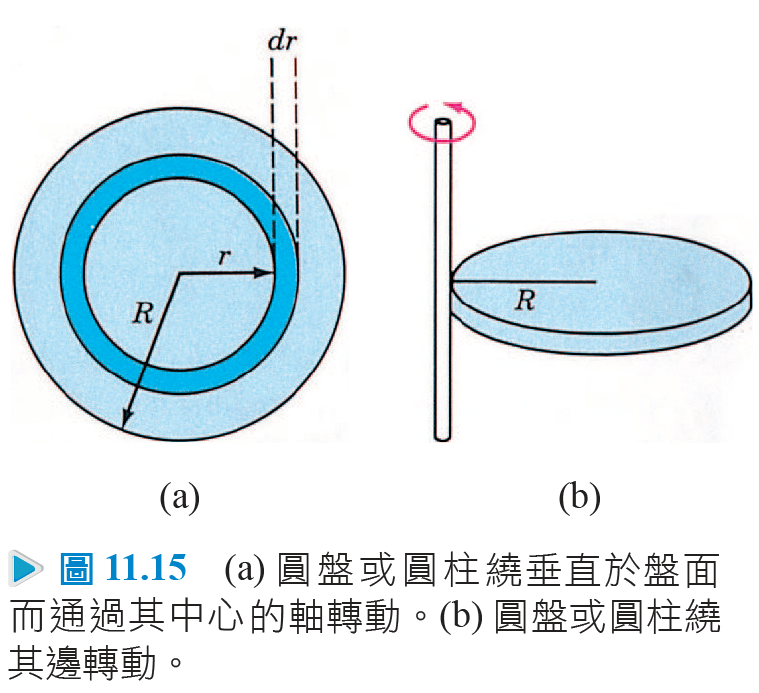 dr
r
R
R
(a)
(b)
圖 11.15 (a) 圓盤或圓柱繞垂直於盤面
而通過其中心的軸轉動。(b) 圓盤或圓柱繞
其邊轉動。